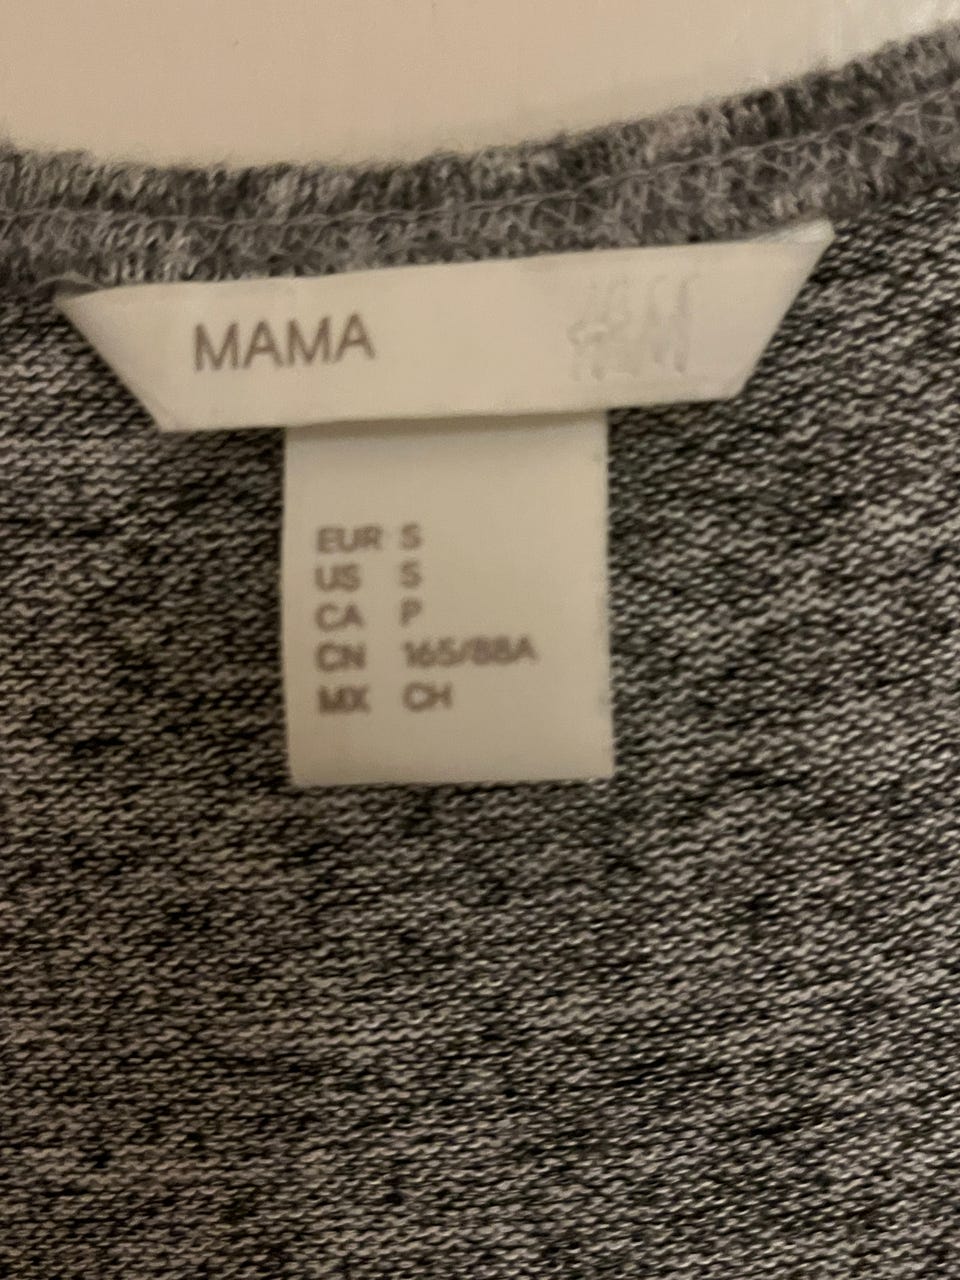 MAMA
EUR S
US S
CA P
CN 165/88A
MX CH